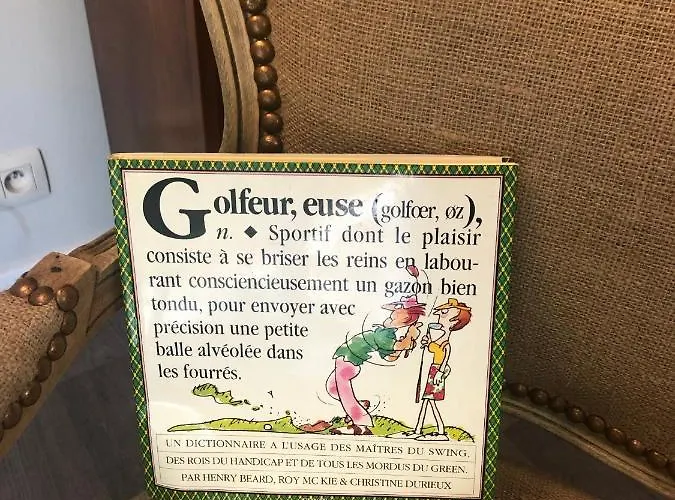 Golfeur, euse (golfœr, øz),
n. ◆ Sportif dont le plaisir
consiste à se briser les reins en labou-
rant consciencieusement un gazon bien
tondu, pour envoyer avec
précision une petite
balle alvéolée dans
les fourrés.
UN DICTIONNAIRE A L'USAGE DES MAÎTRES DU SWING,
DES ROIS DU HANDICAP ET DE TOUS LES MORDUS DU GREEN.
PAR HENRY BEARD, ROY MC KIE & CHRISTINE DURIEUX